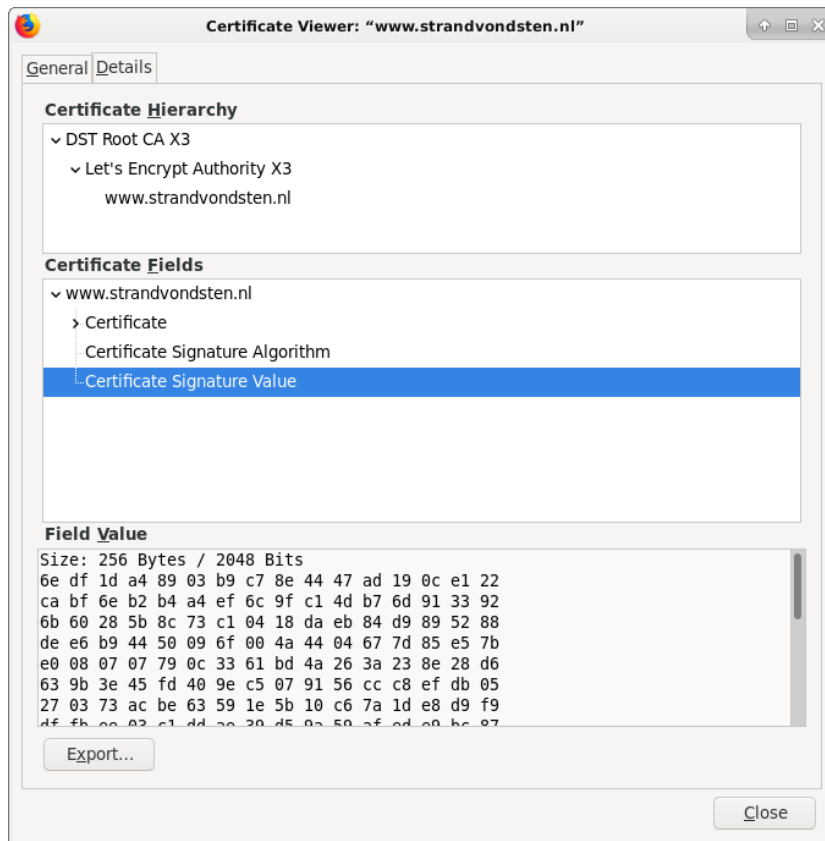 Certificate Viewer: “www.strandvondsten.nl”
General Details
Certificate Hierarchy
DST Root CA X3
Let's Encrypt Authority X3
www.strandvondsten.nl
Certificate Fields
www.strandvondsten.nl
Certificate
Certificate Signature Algorithm
Certificate Signature Value
Field Value
Size: 256 Bytes / 2048 Bits
6e df 1d a4 89 03 b9 c7 8e 44 47 ad 19 0c e1 22
ca bf 6e b2 b4 a4 ef 6c 9f c1 4d b7 6d 91 33 92
6b 60 28 5b 8c 73 c1 04 18 da eb 84 d9 89 52 88
de e6 b9 44 50 09 6f 00 4a 44 04 67 7d 85 e5 7b
e0 08 07 07 79 0c 33 61 bd 4a 26 3a 23 8e 28 d6
63 9b 3e 45 fd 40 9e c5 07 91 56 cc c8 ef db 05
27 03 73 ac be 63 59 1e 5b 10 c6 7a 1d e8 d9 f9
Export...
Close